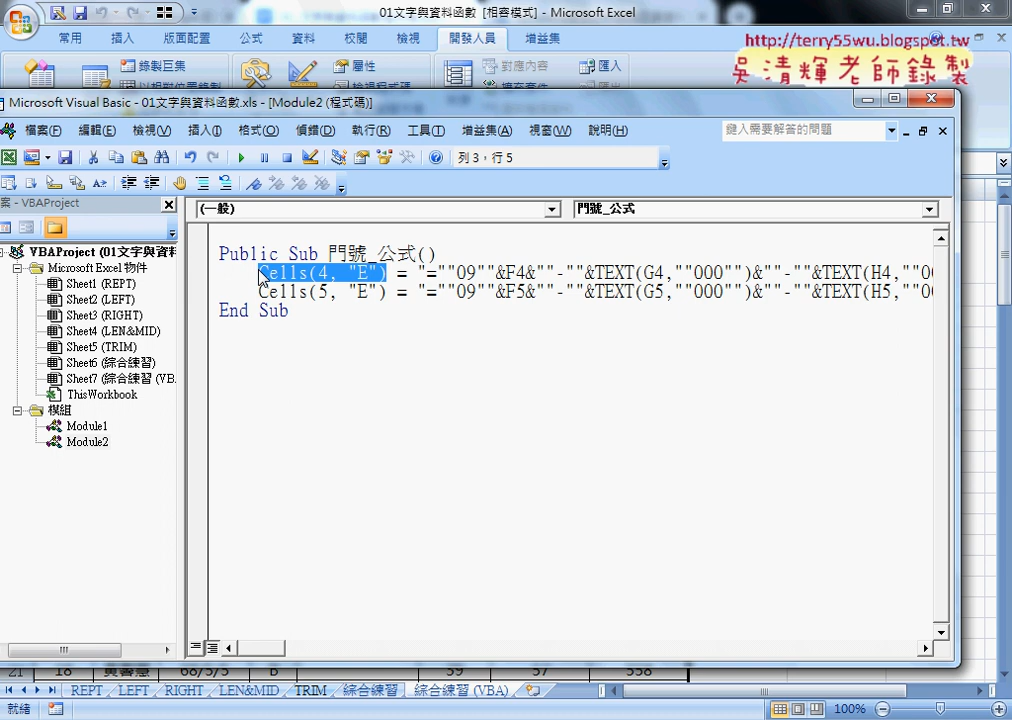 01文字與資料函數 [相容模式] - Microsoft Excel
常用 插入 版面配置 公式 資料 校閱 檢視 開發人員 增益集
http://terry55wu.blogspot.tw
吳清輝老師錄製
錄製巨集 屬性 對應內容 匯入
Microsoft Visual Basic - 01文字與資料函數.xls - [Module2 (程式碼)]
檔案(F) 編輯(E) 檢視(V) 插入(I) 格式(O) 偵錯(D) 執行(R) 工具(T) 增益集(A) 視窗(W) 說明(H) 鍵入需要解答的問題
列 3，行 5
案 - VBAProject
(一般) 門號_公式
VBAProject (01文字與資料
Microsoft Excel 物件
Sheet1 (REPT)
Sheet2 (LEFT)
Sheet3 (RIGHT)
Sheet4 (LEN&MID)
Sheet5 (TRIM)
Sheet6 (綜合練習)
Sheet7 (綜合練習 (VB.
ThisWorkbook
模組
Module1
Module2
Public Sub 門號_公式()
Cells(4, "E") = "=""09""&F4&""-""&TEXT(G4,""000"")&""-""&TEXT(H4,""00
Cells(5, "E") = "=""09""&F5&""-""&TEXT(G5,""000"")&""-""&TEXT(H5,""00
End Sub
REPT LEFT RIGHT LEN&MID TRIM 綜合練習 綜合練習 (VBA)
就緒 100%